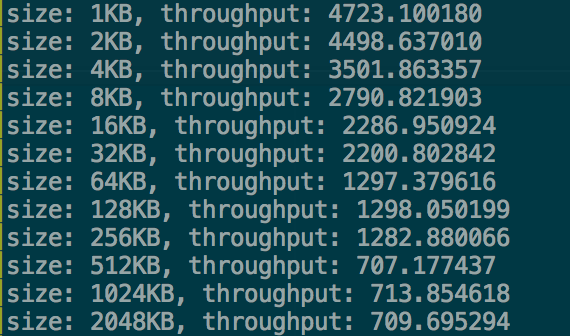 size: 1KB, throughput: 4723.100180
size: 2KB, throughput: 4498.637010
size: 4KB, throughput: 3501.863357
size: 8KB, throughput: 2790.821903
size: 16KB, throughput: 2286.950924
size: 32KB, throughput: 2200.802842
size: 64KB, throughput: 1297.379616
size: 128KB, throughput: 1298.050199
size: 256KB, throughput: 1282.880066
size: 512KB, throughput: 707.177437
size: 1024KB, throughput: 713.854618
size: 2048KB, throughput: 709.695294